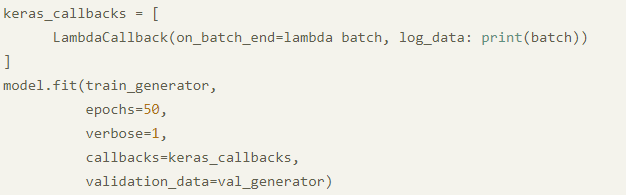 keras_callbacks = [
      LambdaCallback(on_batch_end=lambda batch, log_data: print(batch))
]
model.fit(train_generator,
          epochs=50,
          verbose=1,
          callbacks=keras_callbacks,
          validation_data=val_generator)